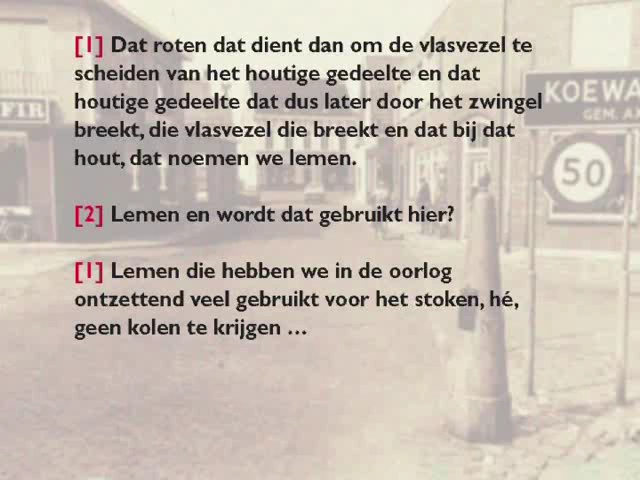 [1] Dat roten dat dient dan om de vlasvezel te
scheiden van het houtige gedeelte en dat
houtige gedeelte dat dus later door het zwingel
breekt, die vlasvezel die breekt en dat bij dat
hout, dat noemen we lemen.
[2] Lemen en wordt dat gebruikt hier?
[1] Lemen die hebben we in de oorlog
ontzettend veel gebruikt voor het stoken, hé,
geen kolen te krijgen …
FIR
KOEWA
GEM. A
50